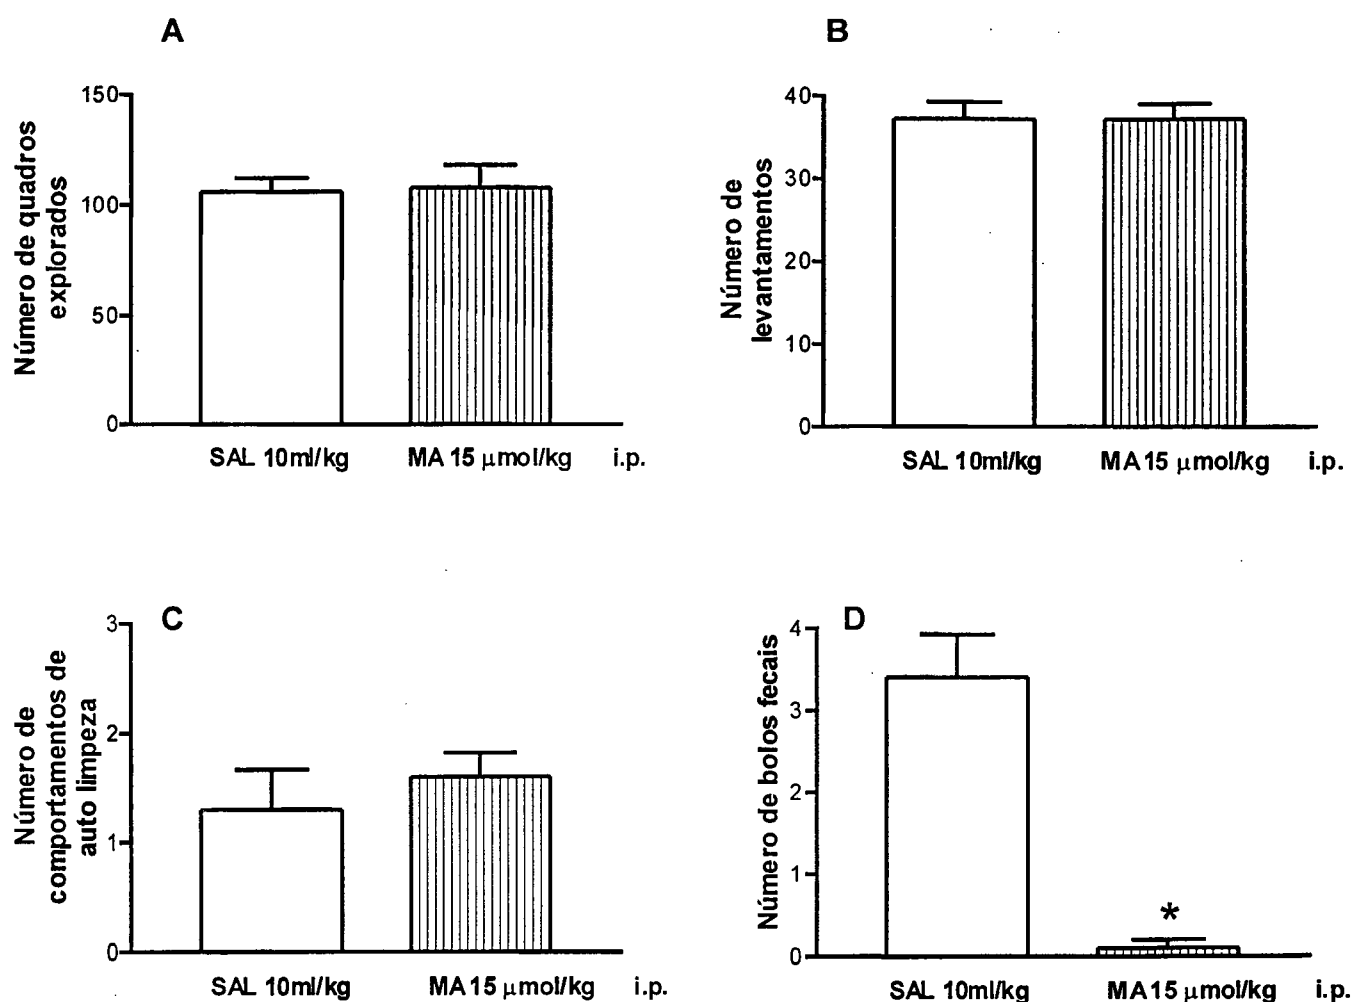 A
Número de quadros
explorados
150
100
50
0
SAL 10ml/kg
MA 15 μmol/kg
i.p.
B
Número de
levantamentos
40
30
20
10
0
SAL 10ml/kg
MA 15 μmol/kg
i.p.
C
Número de
comportamentos de
auto limpeza
3
2
1
0
SAL 10ml/kg
MA 15 μmol/kg
i.p.
D
Número de bolos fecais
4
3
2
1
0
*
SAL 10ml/kg
MA 15 μmol/kg
i.p.